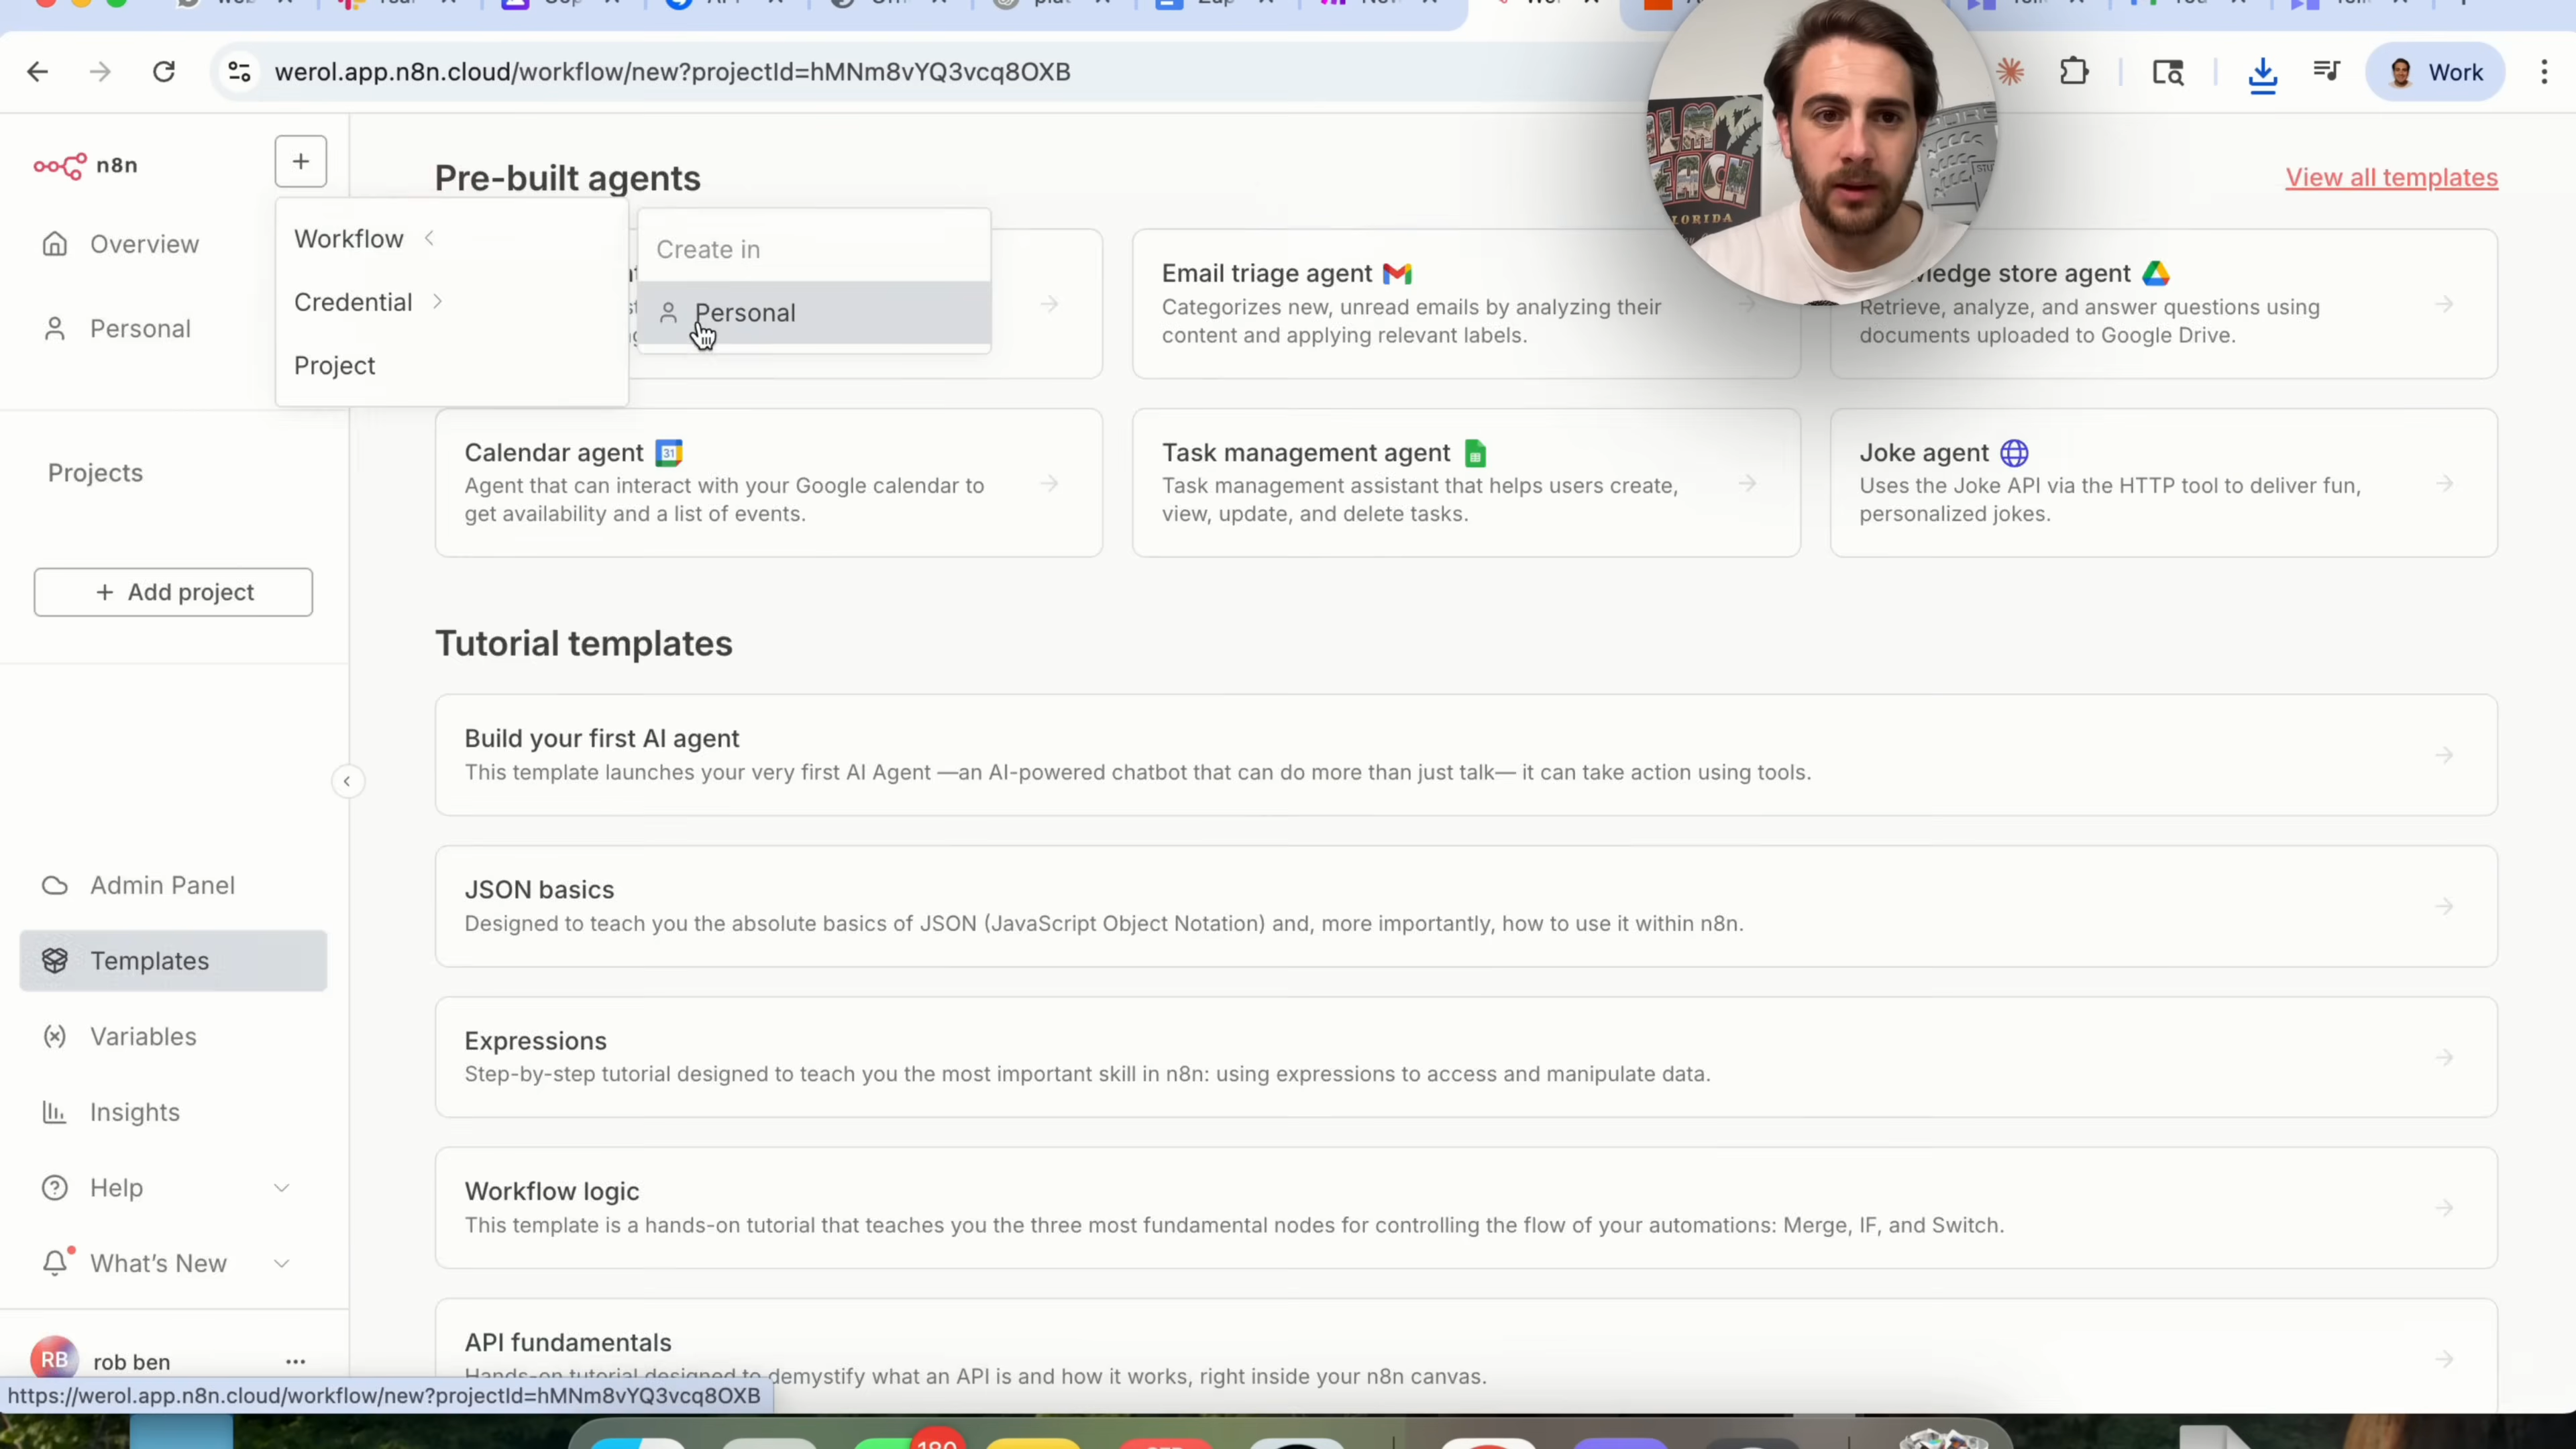 werol.app.n8n.cloud/workflow/new?projectId=hMNm8vYQ3vcq8OXB
Work
n8n
Overview
Personal
Workflow
Credential
Project
Create in
Personal
Projects
Add project
Admin Panel
Templates
Variables
Insights
Help
What's New
RB
rob ben
Pre-built agents
View all templates
Email triage agent
Categorizes new, unread emails by analyzing their
content and applying relevant labels.
store agent
Retrieve, analyze, and answer questions using
documents uploaded to Google Drive.
Calendar agent
31
Agent that can interact with your Google calendar to
get availability and a list of events.
Task management agent
Task management assistant that helps users create,
view, update, and delete tasks.
Joke agent
Uses the Joke API via the HTTP tool to deliver fun,
personalized jokes.
Tutorial templates
Build your first AI agent
This template launches your very first AI Agent —an AI-powered chatbot that can do more than just talk— it can take action using tools.
JSON basics
Designed to teach you the absolute basics of JSON (JavaScript Object Notation) and, more importantly, how to use it within n8n.
Expressions
Step-by-step tutorial designed to teach you the most important skill in n8n: using expressions to access and manipulate data.
Workflow logic
This template is a hands-on tutorial that teaches you the three most fundamental nodes for controlling the flow of your automations: Merge, IF, and Switch.
API fundamentals
Hands-on tutorial designed to demystify what an API is and how it works, right inside your n8n canvas.
https://werol.app.n8n.cloud/workflow/new?projectId=hMNm8vYQ3vcq8OXB